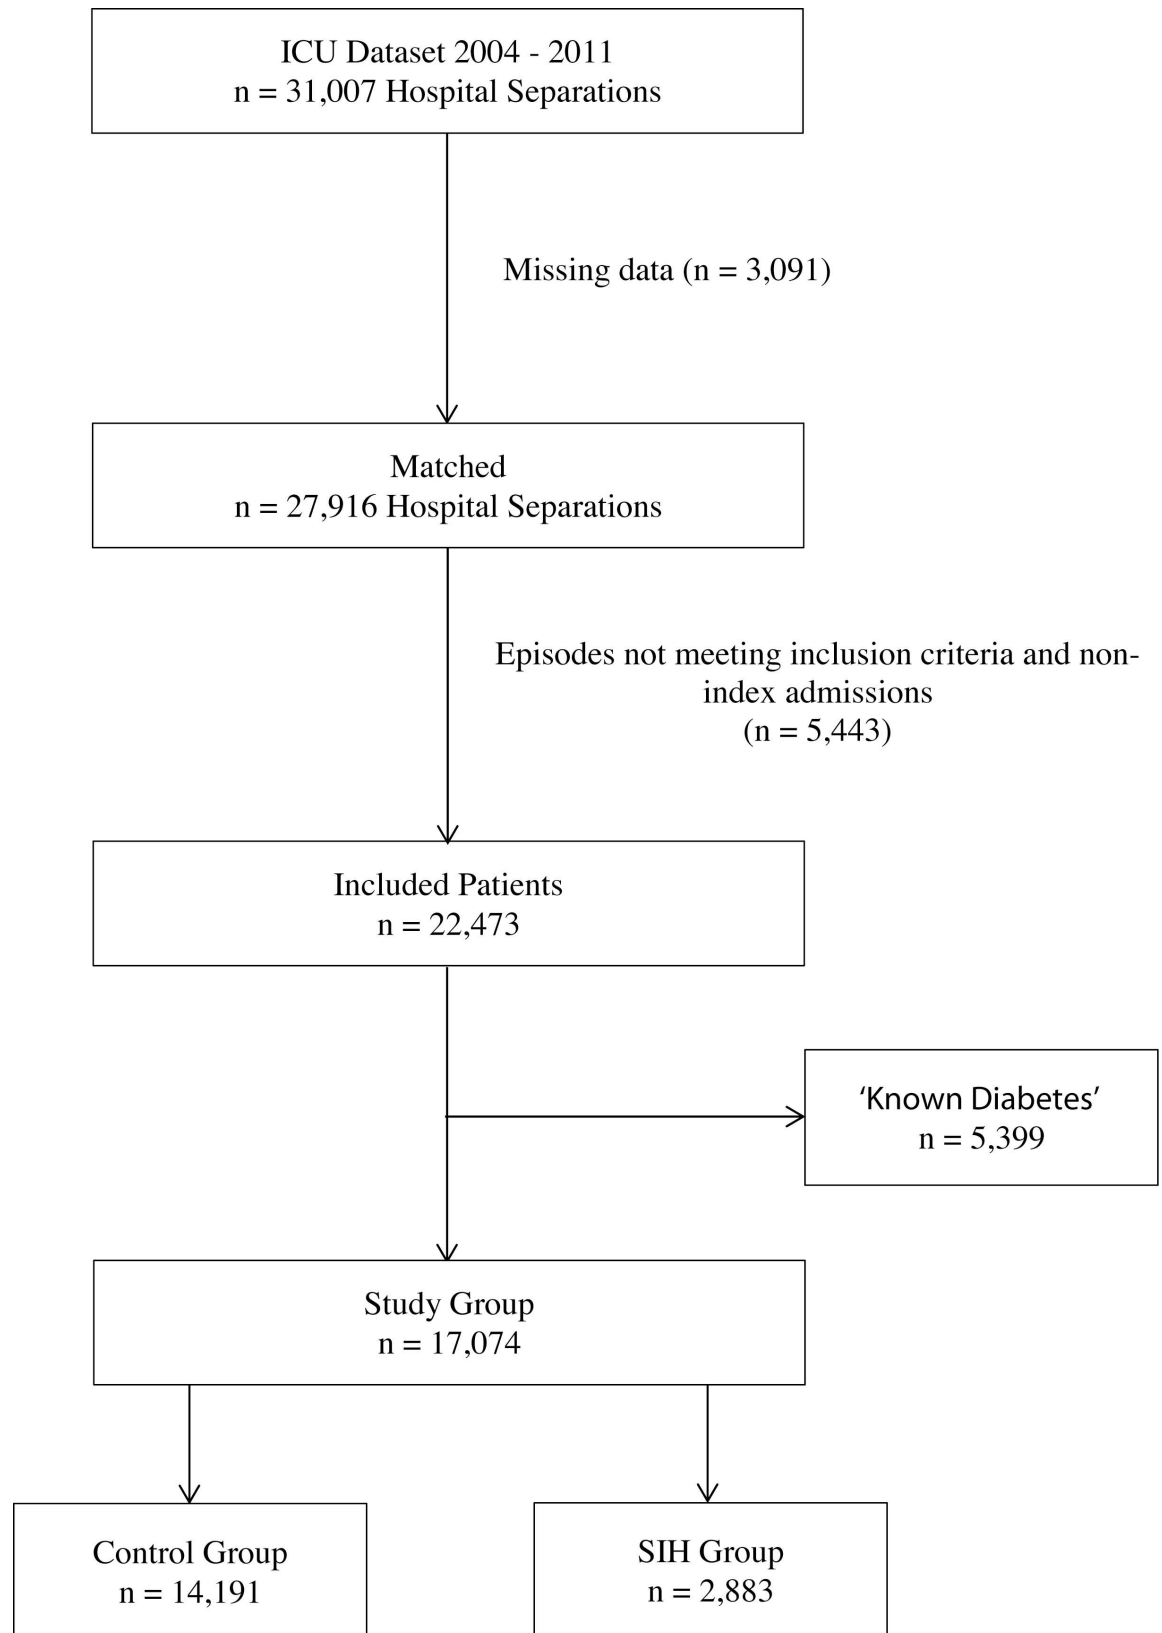 ICU Dataset 2004 - 2011
n = 31,007 Hospital Separations
Missing data (n = 3,091)
Matched
n = 27,916 Hospital Separations
Episodes not meeting inclusion criteria and non-
index admissions
(n = 5,443)
Included Patients
n = 22,473
‘Known Diabetes’
n = 5,399
Study Group
n = 17,074
Control Group
n = 14,191
SIH Group
n = 2,883